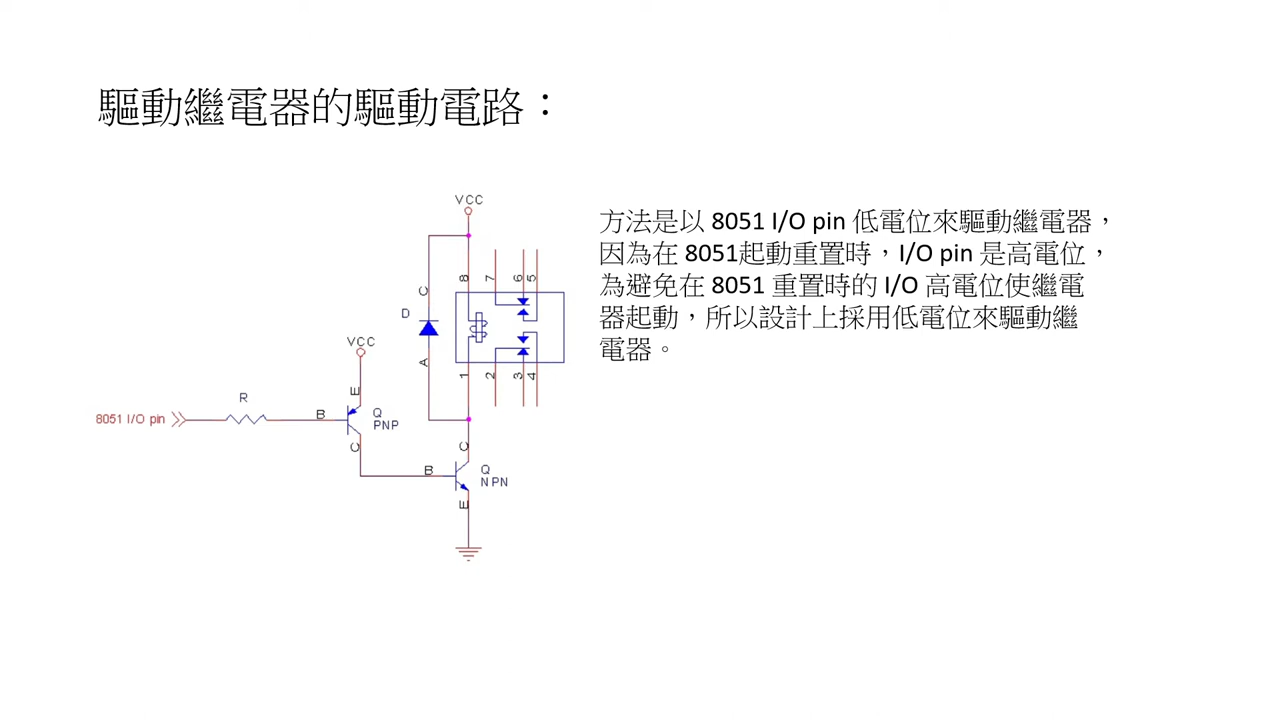 驅動繼電器的驅動電路：
方法是以 8051 I/O pin 低電位來驅動繼電器，
因為在 8051起動重置時，I/O pin 是高電位，
為避免在 8051 重置時的 I/O 高電位使繼電
器起動，所以設計上採用低電位來驅動繼
電器。
VCC
8
7
6
5
C
D
A
1
2
3
4
VCC
E
R
8051 I/O pin
B
Q
PNP
C
C
B
Q
NPN
E